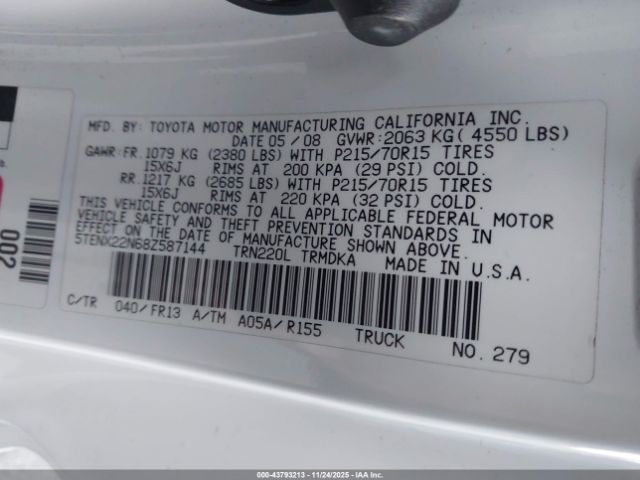 MFD. BY: TOYOTA MOTOR MANUFACTURING CALIFORNIA INC.
DATE 05/08 GVWR: 2063 KG( 4550 LBS)
GAWR: FR. 1079 KG (2380 LBS) WITH P215/70R15 TIRES
15X6J RIMS AT 200 KPA (29 PSI) COLD.
RR. 1217 KG (2685 LBS) WITH P215/70R15 TIRES
15X6J RIMS AT 220 KPA (32 PSI) COLD.
THIS VEHICLE CONFORMS TO ALL APPLICABLE FEDERAL MOTOR
VEHICLE SAFETY AND THEFT PREVENTION STANDARDS IN
EFFECT ON THE DATE OF MANUFACTURE SHOWN ABOVE.
5TENX22N68Z587144 TRN220L TRMDKA MADE IN U.S.A.
C/TR 040/FR13 A/TM A05A/R155 TRUCK NO. 279
002
000-43793213 - 11/24/2025 - IAA Inc.